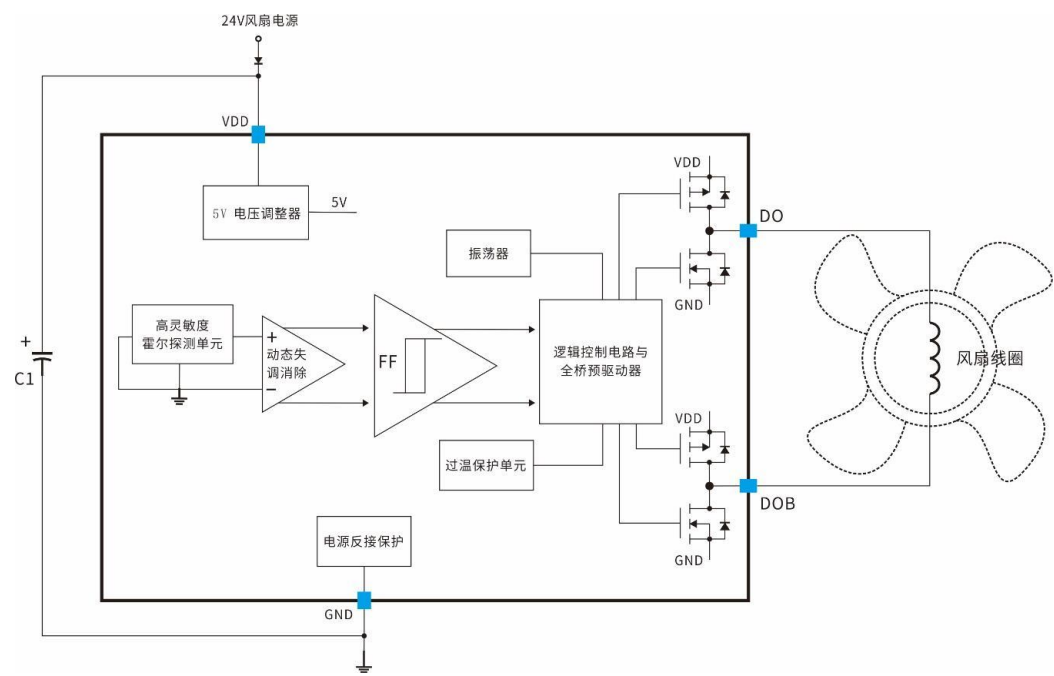 24V风扇电源
VDD
VDD
5V 电压调整器
5V
DO
振荡器
GND
高灵敏度
霍尔探测单元
+
动态失
调消除
−
FF
逻辑控制电路与
全桥预驱动器
+
C1
风扇线圈
VDD
过温保护单元
DOB
电源反接保护
GND
GND